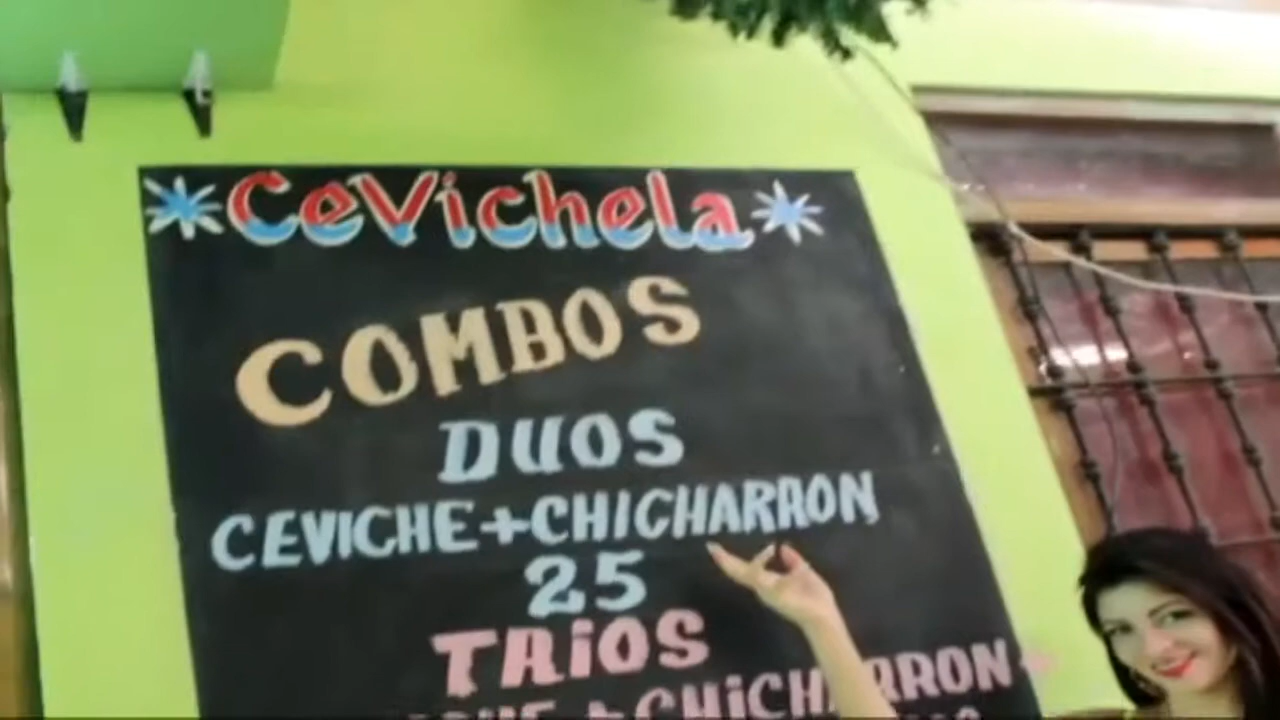 CeVichela
COMBOS
DUOS
CEVICHE+CHICHARRON
25
TRiOS
+CHiCHARRON+